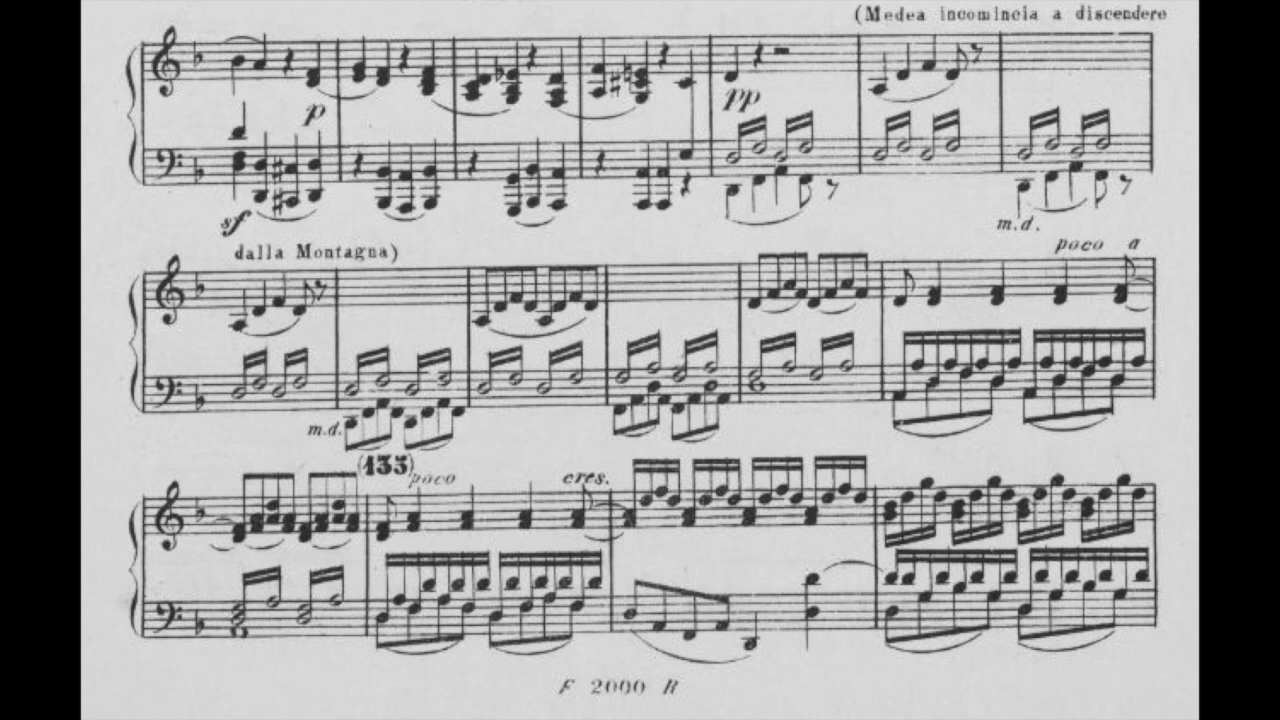 (Medea incomincia a discendere
p
pp
sf
m.d.
dalla Montagna)
poco a
m.d.
(133)
poco cres.
F 2000 R